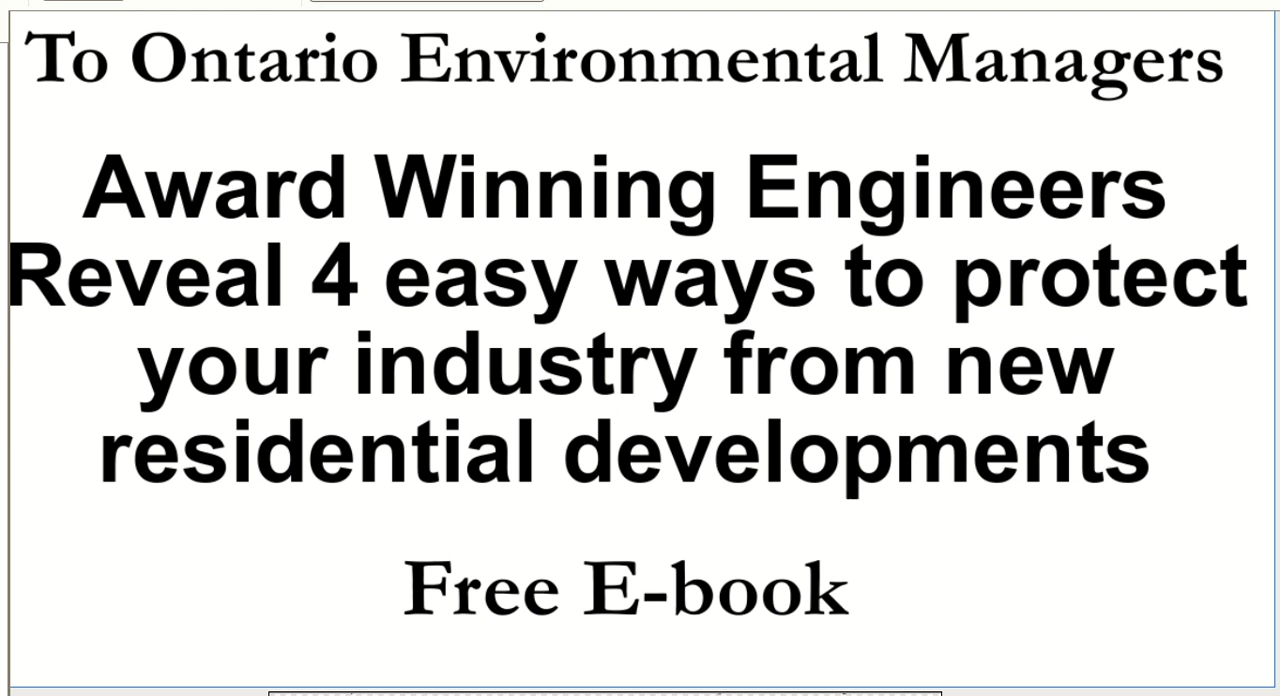 To Ontario Environmental Managers
Award Winning Engineers
Reveal 4 easy ways to protect
your industry from new
residential developments
Free E-book